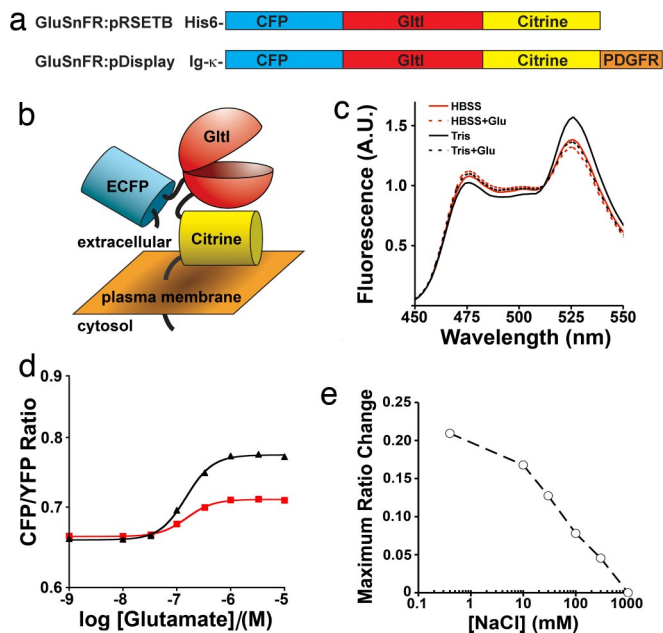 a
GluSnFR:pRSETB His6- CFP GltI Citrine
GluSnFR:pDisplay Ig-κ- CFP GltI Citrine PDGFR
b
GltI
ECFP
extracellular
Citrine
plasma membrane
cytosol
c
HBSS
HBSS+Glu
Tris
Tris+Glu
Fluorescence (A.U.)
1.5
1.0
0.5
450 475 500 525 550
Wavelength (nm)
d
CFP/YFP Ratio
0.9
0.8
0.7
0.6
-9 -8 -7 -6 -5
log [Glutamate]/(M)
e
Maximum Ratio Change
0.25
0.20
0.15
0.10
0.05
0
0.1 1 10 100 1000
[NaCl] (mM)